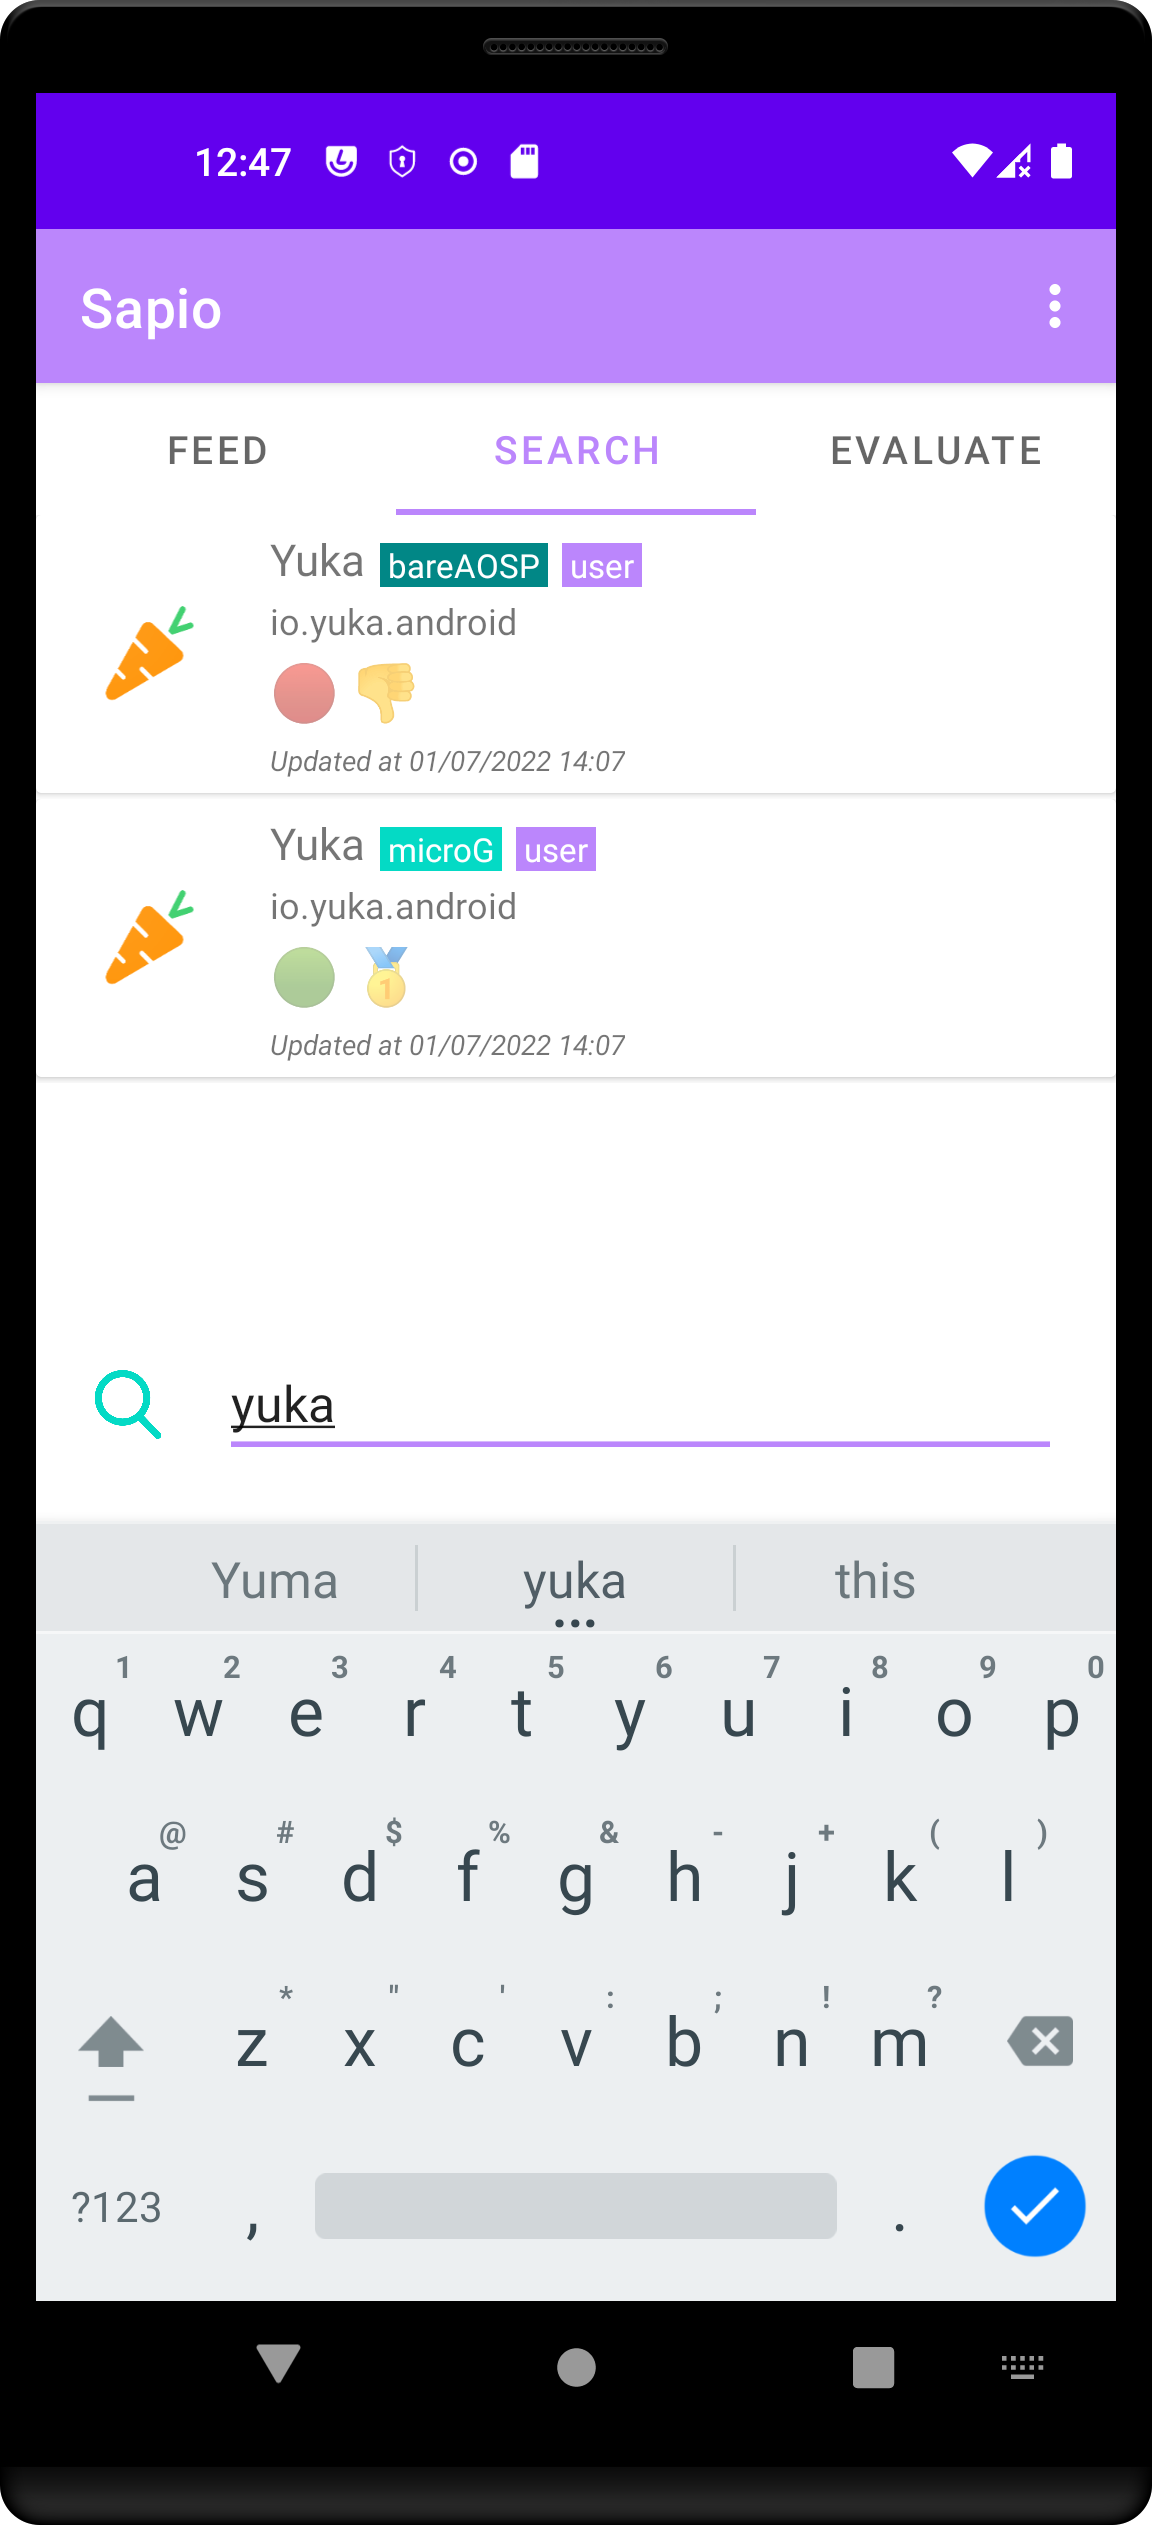 12:47
Sapio
FEED SEARCH EVALUATE
Yuka bareAOSP user
io.yuka.android
Updated at 01/07/2022 14:07
Yuka microG user
io.yuka.android
1
Updated at 01/07/2022 14:07
yuka
Yuma yuka this
1 2 3 4 5 6 7 8 9 0
q w e r t y u i o p
@ # $ % & - + ( )
a s d f g h j k l
* " ' : ; ! ?
z x c v b n m
?123 , .